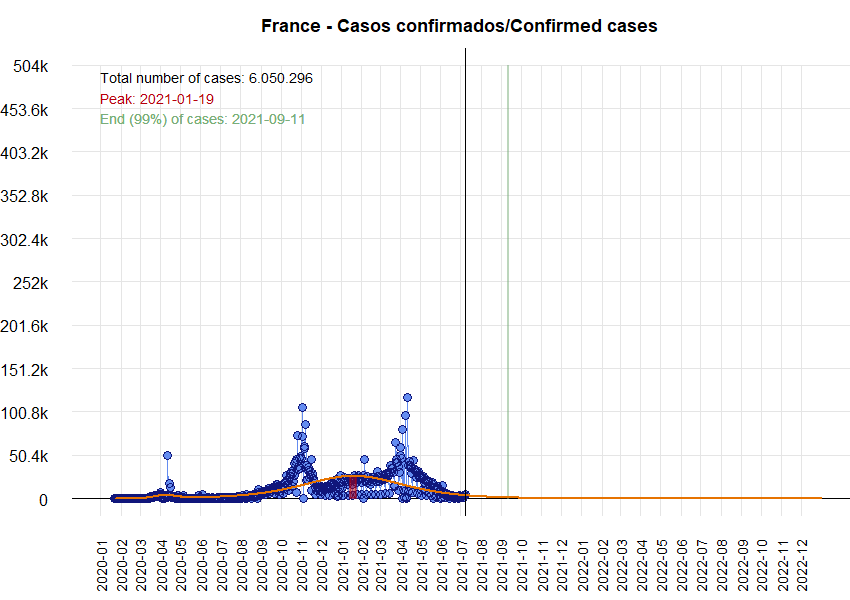 France - Casos confirmados/Confirmed cases
504k
453.6k
403.2k
352.8k
302.4k
252k
201.6k
151.2k
100.8k
50.4k
0
Total number of cases: 6.050.296
Peak: 2021-01-19
End (99%) of cases: 2021-09-11
2020-01
2020-02
2020-03
2020-04
2020-05
2020-06
2020-07
2020-08
2020-09
2020-10
2020-11
2020-12
2021-01
2021-02
2021-03
2021-04
2021-05
2021-06
2021-07
2021-08
2021-09
2021-10
2021-11
2021-12
2022-01
2022-02
2022-03
2022-04
2022-05
2022-06
2022-07
2022-08
2022-09
2022-10
2022-11
2022-12